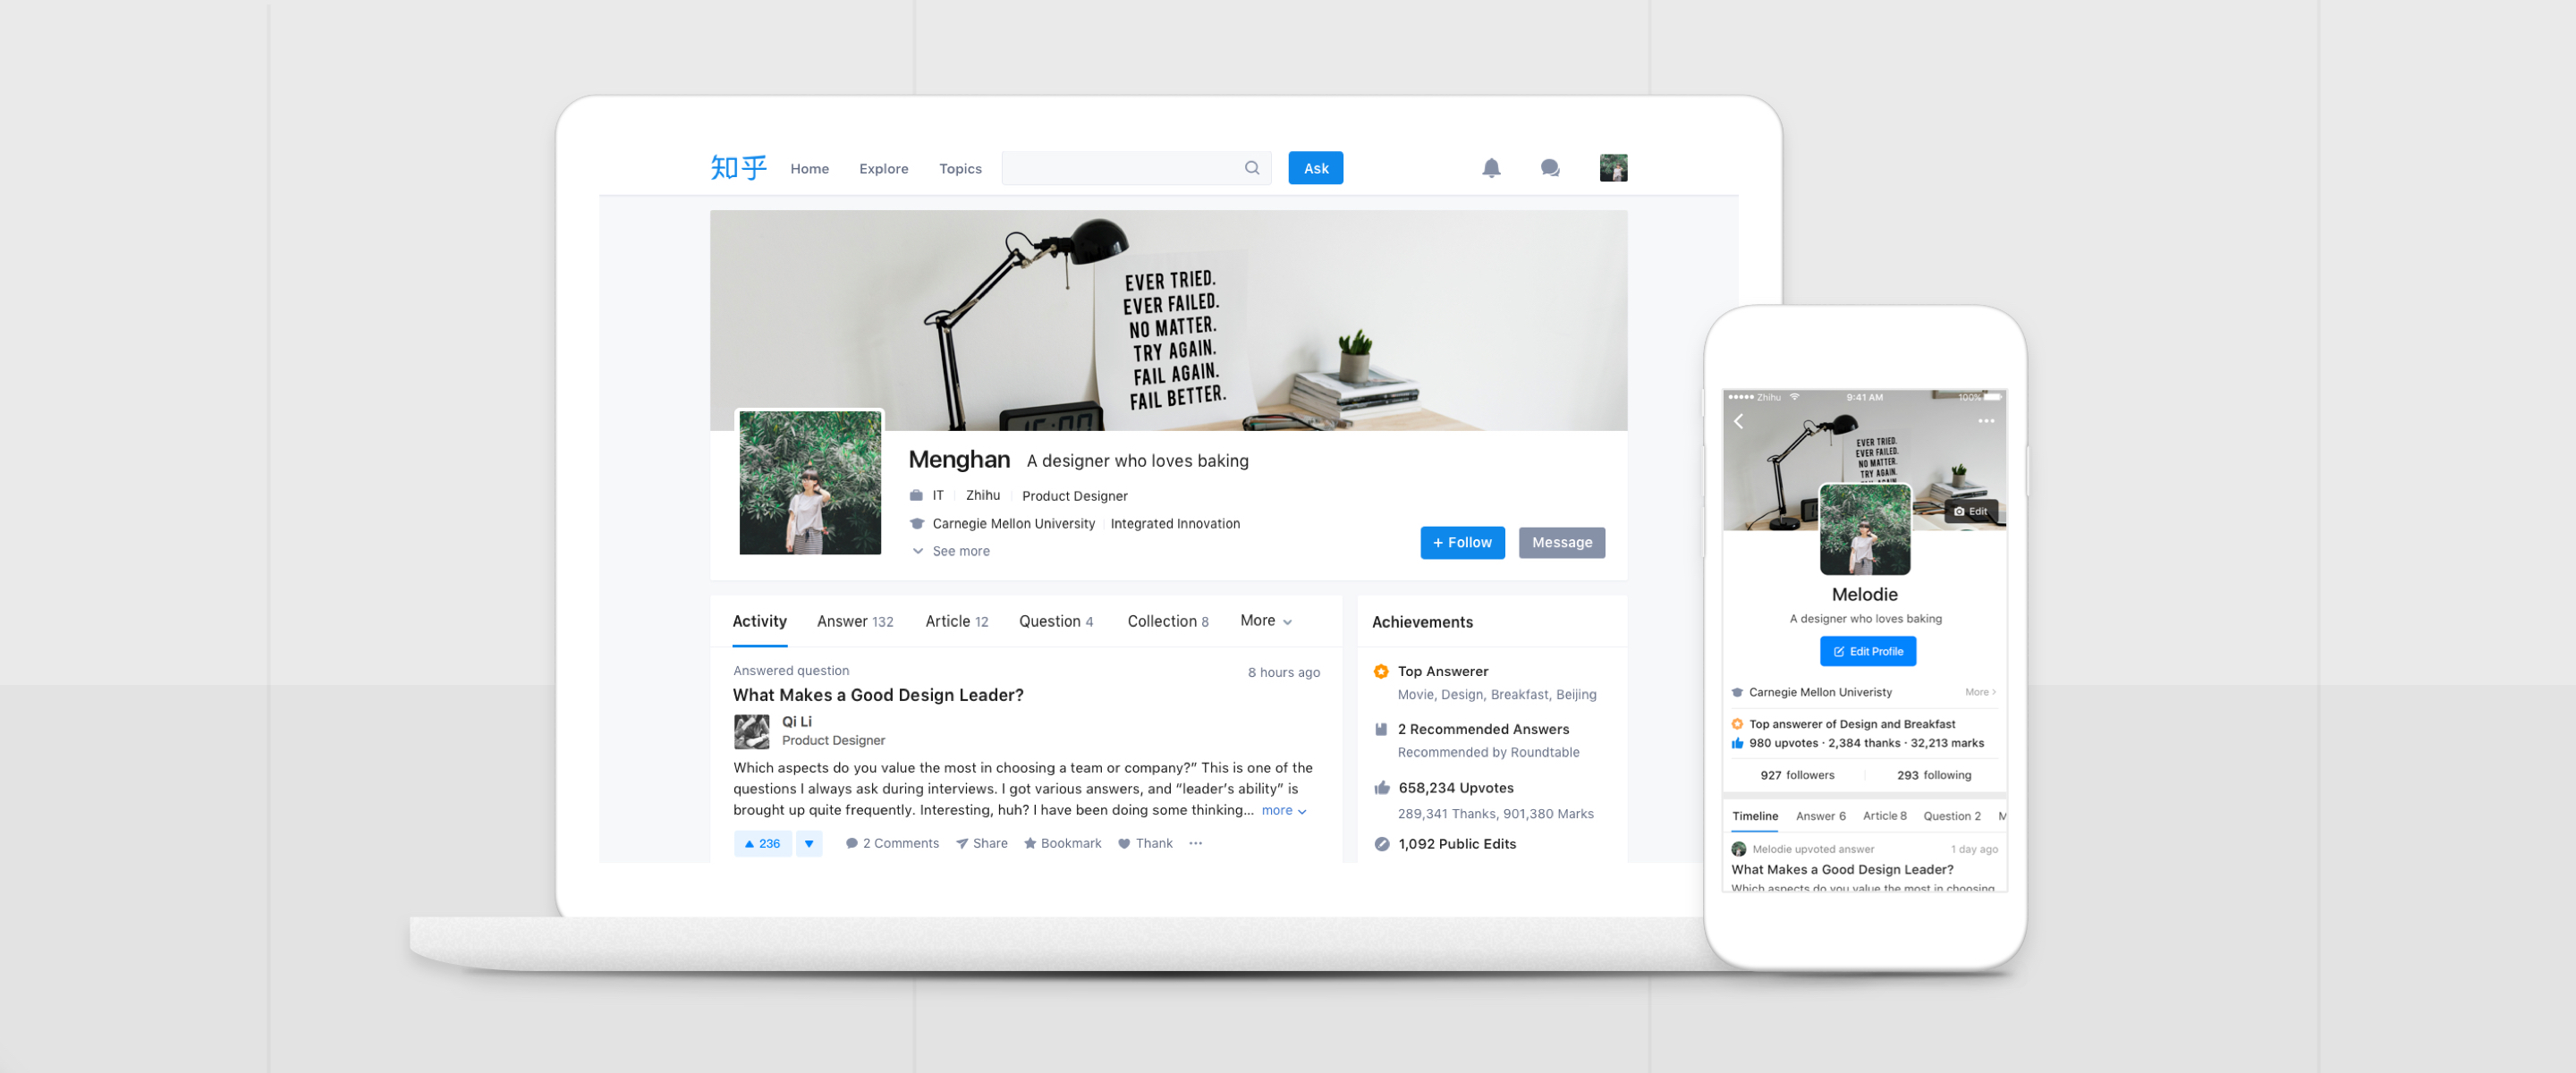 知乎 Home Explore Topics Ask
EVER TRIED.
EVER FAILED.
NO MATTER.
TRY AGAIN.
FAIL AGAIN.
FAIL BETTER.
Menghan A designer who loves baking
IT Zhihu Product Designer
Carnegie Mellon University Integrated Innovation
See more
+ Follow Message
Activity Answer 132 Article 12 Question 4 Collection 8 More
Answered question 8 hours ago
What Makes a Good Design Leader?
Qi Li
Product Designer
Which aspects do you value the most in choosing a team or company?” This is one of the
questions I always ask during interviews. I got various answers, and “leader’s ability” is
brought up quite frequently. Interesting, huh? I have been doing some thinking... more
236 2 Comments Share Bookmark Thank ···
Achievements
Top Answerer
Movie, Design, Breakfast, Beijing
2 Recommended Answers
Recommended by Roundtable
658,234 Upvotes
289,341 Thanks, 901,380 Marks
1,092 Public Edits
Zhihu 9:41 AM 100%
EVER TRIED.
EVER FAILED.
NO MATTER.
TRY AGAIN.
Edit
Melodie
A designer who loves baking
Edit Profile
Carnegie Mellon Univeristy More >
Top answerer of Design and Breakfast
980 upvotes · 2,384 thanks · 32,213 marks
927 followers 293 following
Timeline Answer 6 Article 8 Question 2 M
Melodie upvoted answer 1 day ago
What Makes a Good Design Leader?
Which aspects do you value the most in choosing